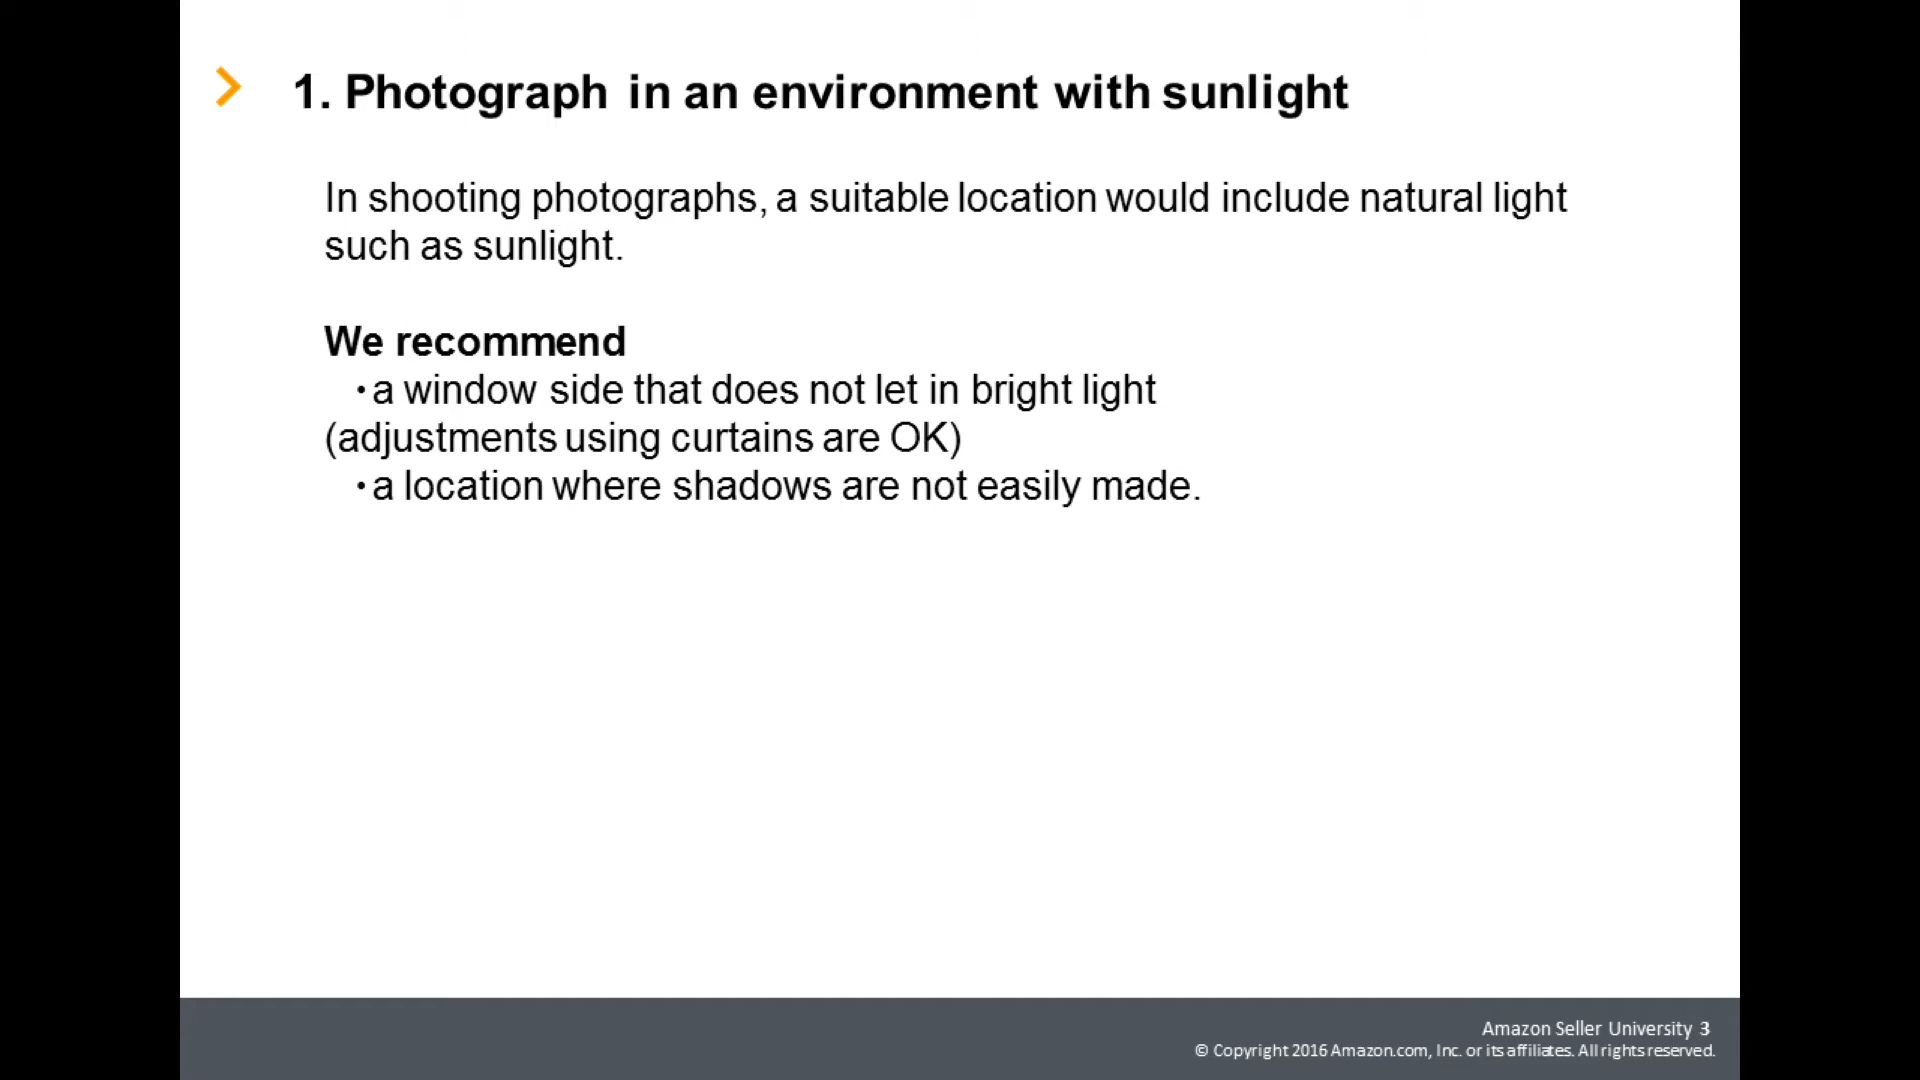 1. Photograph in an environment with sunlight
In shooting photographs, a suitable location would include natural light
such as sunlight.
We recommend
・a window side that does not let in bright light
(adjustments using curtains are OK)
・a location where shadows are not easily made.
Amazon Seller University 3
© Copyright 2016 Amazon.com, Inc. or its affiliates. All rights reserved.